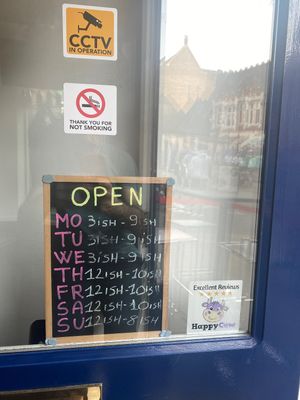 CCTV
IN OPERATION
THANK YOU FOR
NOT SMOKING
OPEN
MO 3ISH - 9ISH
TU 3ISH - 9ISH
WE 3ISH - 9ISH
TH 12ISH - 10ISH
FR 12ISH - 10ISH
SA 12ISH - 10ISH
SU 12ISH - 8ISH
Excellent Reviews
HappyCow